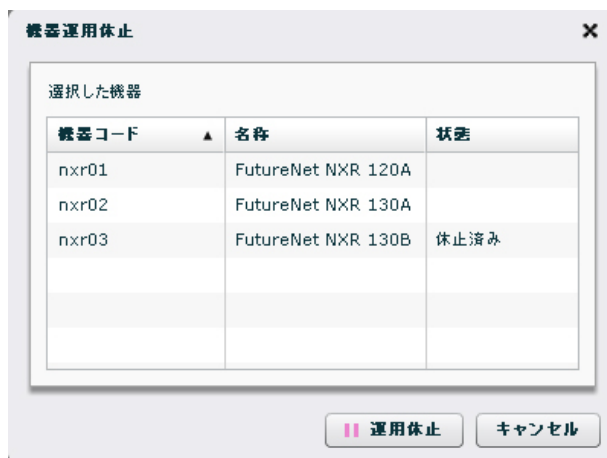 機器運用休止
選択した機器
機器コード ▲ 名称 状態
nxr01 FutureNet NXR 120A
nxr02 FutureNet NXR 130A
nxr03 FutureNet NXR 130B 休止済み
運用休止 キャンセル